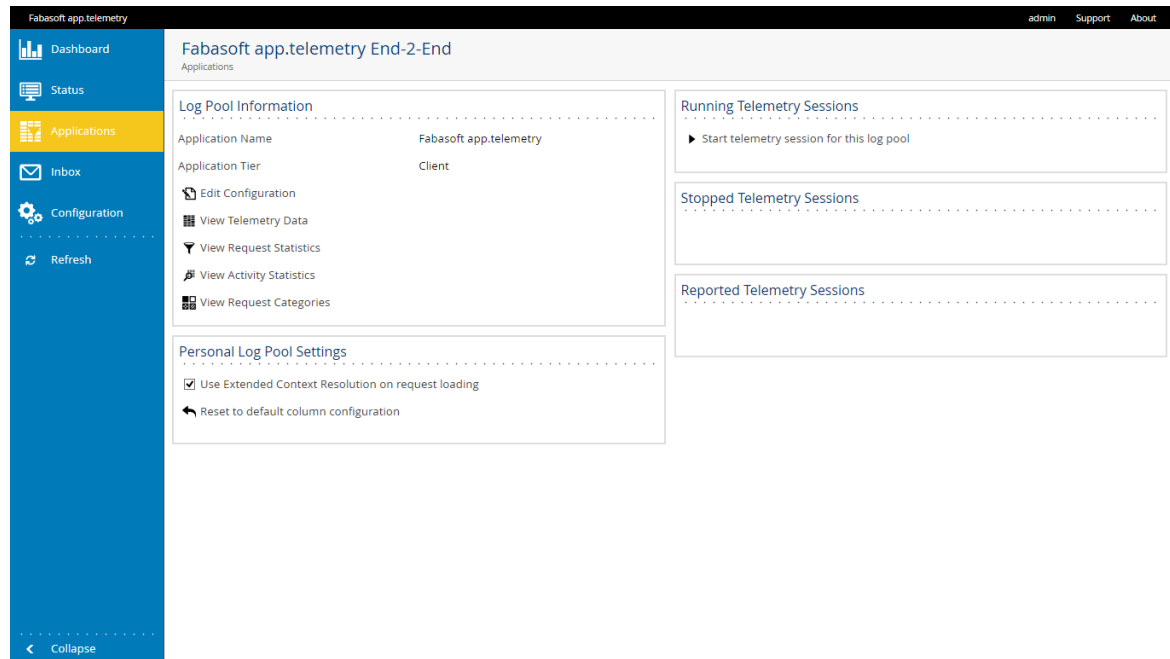 Fabasoft app.telemetry
admin Support About
Dashboard
Status
Applications
Inbox
Configuration
Refresh
Collapse
Fabasoft app.telemetry End-2-End
Applications
Log Pool Information
Application Name Fabasoft app.telemetry
Application Tier Client
Edit Configuration
View Telemetry Data
View Request Statistics
View Activity Statistics
View Request Categories
Personal Log Pool Settings
Use Extended Context Resolution on request loading
Reset to default column configuration
Running Telemetry Sessions
Start telemetry session for this log pool
Stopped Telemetry Sessions
Reported Telemetry Sessions